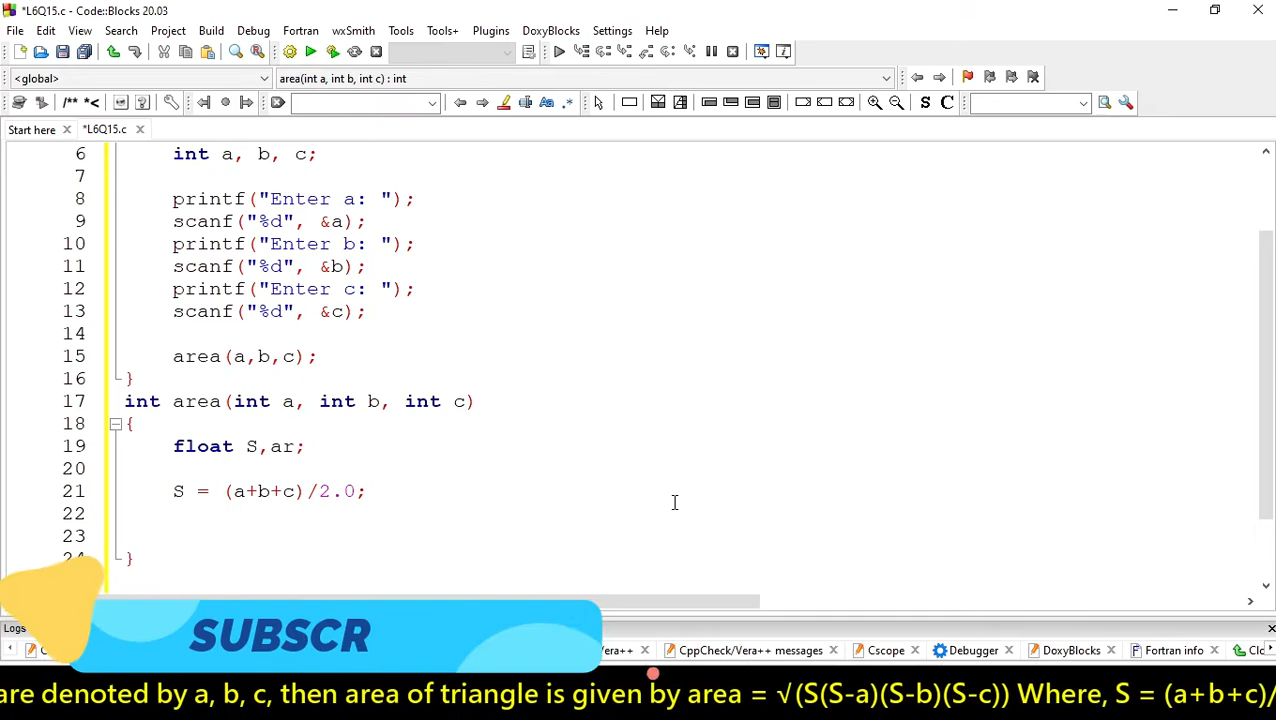 *L6Q15.c - Code::Blocks 20.03
File Edit View Search Project Build Debug Fortran wxSmith Tools Tools+ Plugins DoxyBlocks Settings Help
<global> area(int a, int b, int c) : int
/** *<
S C
Start here *L6Q15.c
6 int a, b, c;
7
8 printf("Enter a: ");
9 scanf("%d", &a);
10 printf("Enter b: ");
11 scanf("%d", &b);
12 printf("Enter c: ");
13 scanf("%d", &c);
14
15 area(a,b,c);
16 }
17 int area(int a, int b, int c)
18 {
19 float S,ar;
20
21 S = (a+b+c)/2.0;
22
23
24 }
SUBSCR
Logs
Vera++ CppCheck/Vera++ messages Cscope Debugger DoxyBlocks Fortran info Clo
are denoted by a, b, c, then area of triangle is given by area = √(S(S-a)(S-b)(S-c)) Where, S = (a+b+c)/